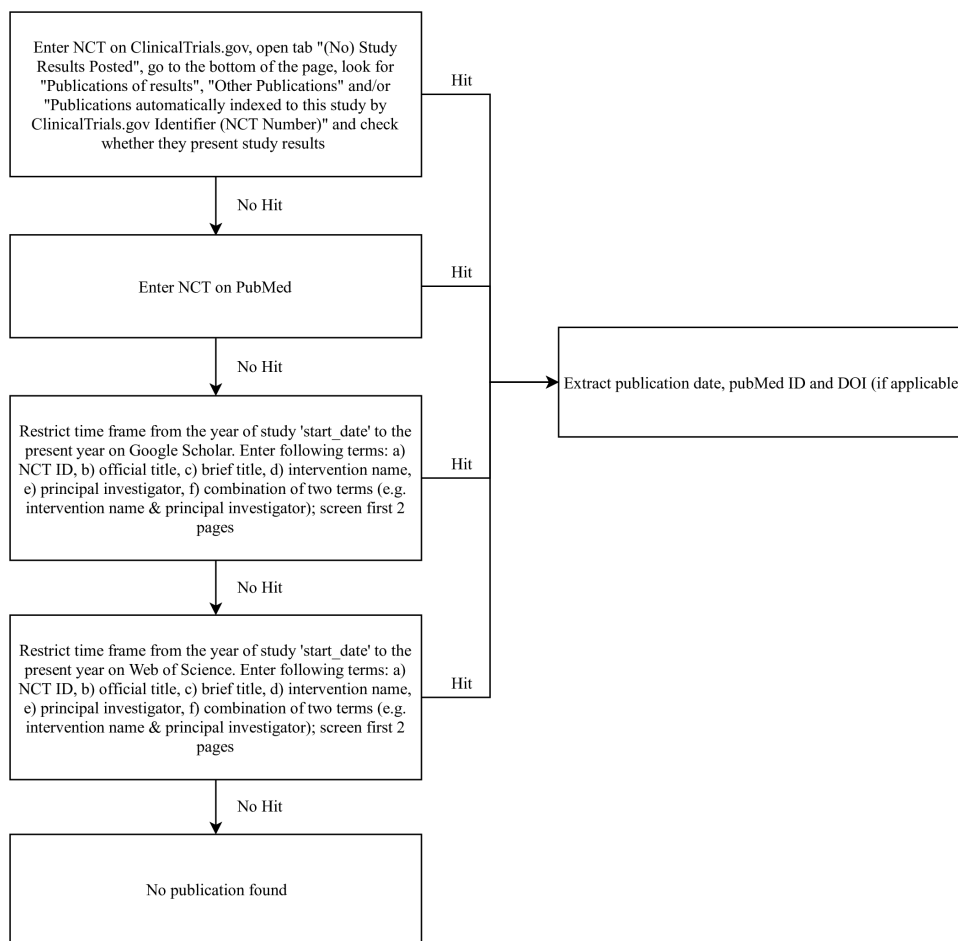 Enter NCT on ClinicalTrials.gov, open tab "(No) Study
Results Posted", go to the bottom of the page, look for
"Publications of results", "Other Publications" and/or
"Publications automatically indexed to this study by
ClinicalTrials.gov Identifier (NCT Number)" and check
whether they present study results
Hit
No Hit
Enter NCT on PubMed
Hit
No Hit
Extract publication date, pubMed ID and DOI (if applicable
Restrict time frame from the year of study 'start_date' to the
present year on Google Scholar. Enter following terms: a)
NCT ID, b) official title, c) brief title, d) intervention name,
e) principal investigator, f) combination of two terms (e.g.
intervention name & principal investigator); screen first 2
pages
Hit
No Hit
Restrict time frame from the year of study 'start_date' to the
present year on Web of Science. Enter following terms: a)
NCT ID, b) official title, c) brief title, d) intervention name,
e) principal investigator, f) combination of two terms (e.g.
intervention name & principal investigator); screen first 2
pages
Hit
No Hit
No publication found